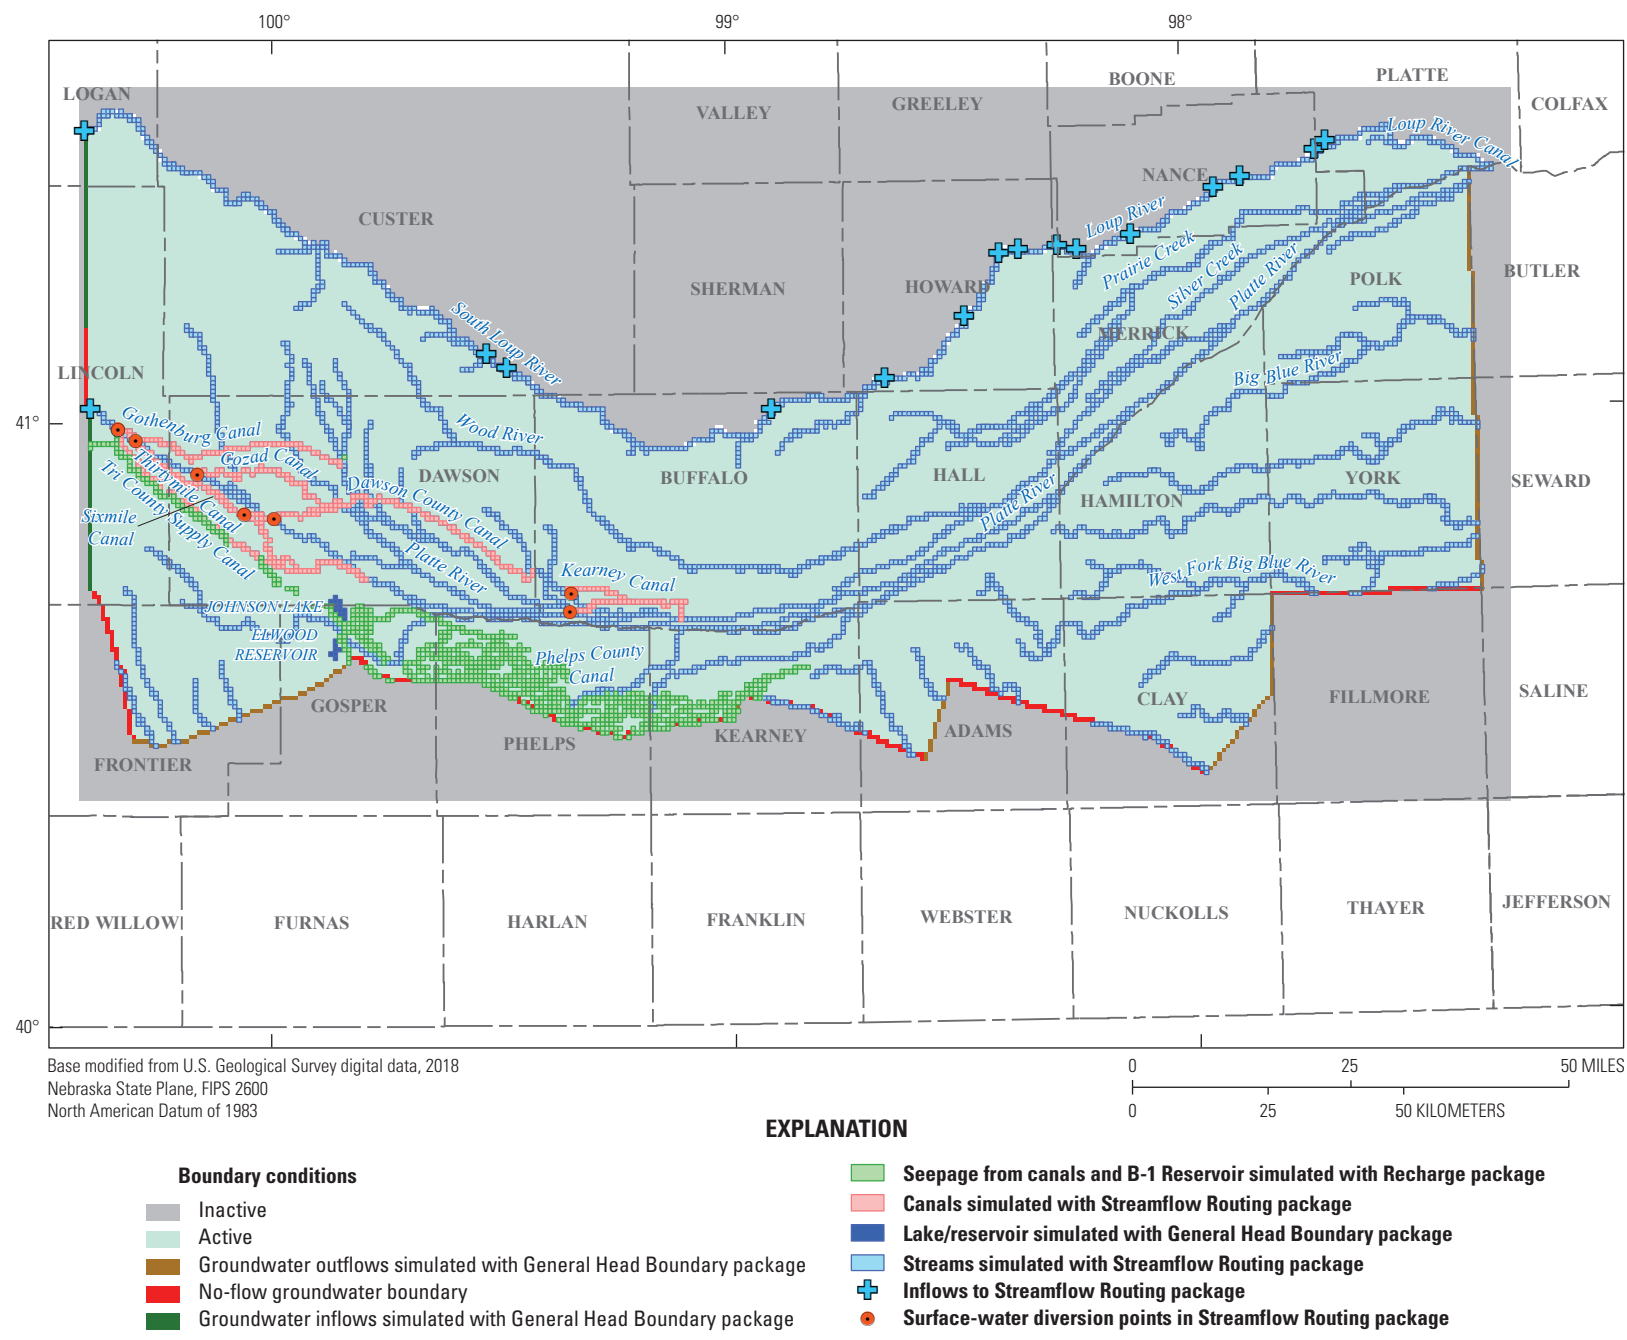 100°
99°
98°
LOGAN
VALLEY
GREELEY
BOONE
PLATTE
COLFAX
Loup River Canal
NANCE
CUSTER
Loup River
Prairie Creek
Silver Creek
Platte River
SHERMAN
HOWARD
POLK
BUTLER
MERRICK
South Loup River
LINCOLN
Big Blue River
41°
Gothenburg Canal
Wood River
Cozad Canal
Thirtymile Canal
Tri County Supply Canal
DAWSON
Dawson County Canal
BUFFALO
HALL
Platte River
HAMILTON
YORK
SEWARD
Sixmile
Canal
Platte River
Kearney Canal
West Fork Big Blue River
JOHNSON LAKE
ELWOOD
RESERVOIR
Phelps County
Canal
GOSPER
PHELPS
KEARNEY
ADAMS
CLAY
FILLMORE
SALINE
FRONTIER
RED WILLOW
FURNAS
HARLAN
FRANKLIN
WEBSTER
NUCKOLLS
THAYER
JEFFERSON
40°
Base modified from U.S. Geological Survey digital data, 2018
Nebraska State Plane, FIPS 2600
North American Datum of 1983
0 25 50 MILES
0 25 50 KILOMETERS
EXPLANATION
Boundary conditions
Inactive
Active
Groundwater outflows simulated with General Head Boundary package
No-flow groundwater boundary
Groundwater inflows simulated with General Head Boundary package
Seepage from canals and B-1 Reservoir simulated with Recharge package
Canals simulated with Streamflow Routing package
Lake/reservoir simulated with General Head Boundary package
Streams simulated with Streamflow Routing package
Inflows to Streamflow Routing package
Surface-water diversion points in Streamflow Routing package